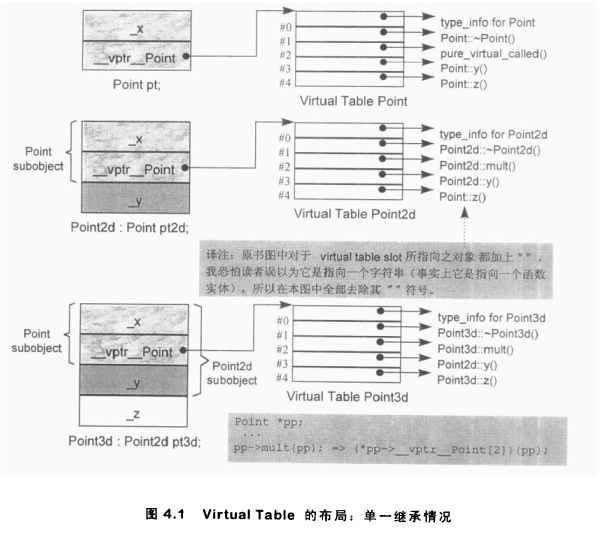 _x
__vptr__Point
Point pt;
#0
#1
#2
#3
#4
type_info for Point
Point::~Point()
pure_virtual_called()
Point::y()
Point::z()
Virtual Table Point
Point
subobject
_x
__vptr__Point
_y
Point2d : Point pt2d;
#0
#1
#2
#3
#4
type_info for Point2d
Point2d::~Point2d()
Point2d::mult()
Point2d::y()
Point::z()
Virtual Table Point2d
译注：原书图中对于 virtual table slot 所指向之对象 都加上 " "，
我恐怕读者误以为它是指向一个字符串（事实上它是指向一个函数
实体），所以在本图中全部去除其 " " 符号。
Point
subobject
_x
__vptr__Point
_y
_z
Point2d
subobject
Point3d : Point2d pt3d;
#0
#1
#2
#3
#4
type_info for Point3d
Point3d::~Point3d()
Point3d::mult()
Point2d::y()
Point3d::z()
Virtual Table Point3d
Point *pp;
...
pp->mult(pp); => (*pp->__vptr__Point[2])(pp);
图 4.1 Virtual Table 的布局：单一继承情况